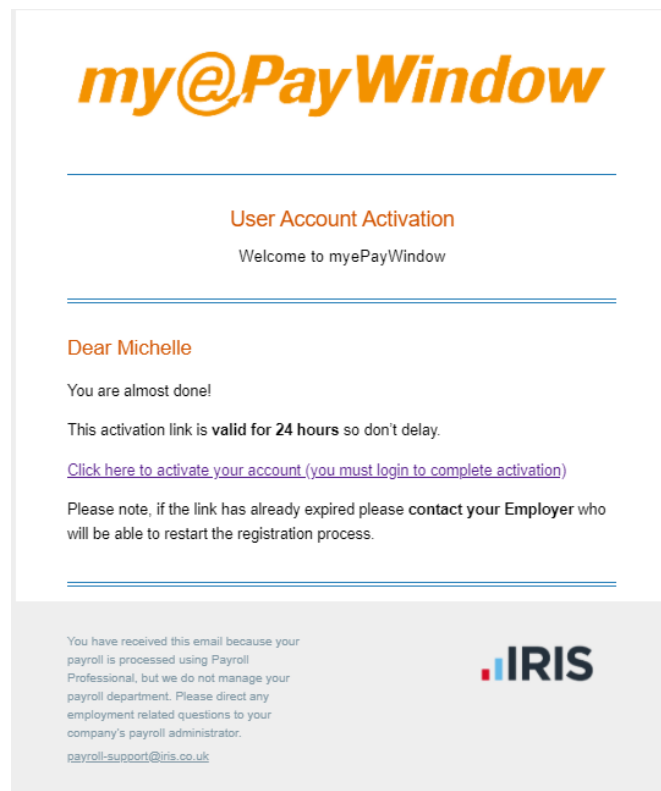 my@PayWindow
User Account Activation
Welcome to myePayWindow
Dear Michelle
You are almost done!
This activation link is valid for 24 hours so don't delay.
Click here to activate your account (you must login to complete activation)
Please note, if the link has already expired please contact your Employer who
will be able to restart the registration process.
You have received this email because your
payroll is processed using Payroll
Professional, but we do not manage your
payroll department. Please direct any
employment related questions to your
company's payroll administrator.
payroll-support@iris.co.uk
IRIS